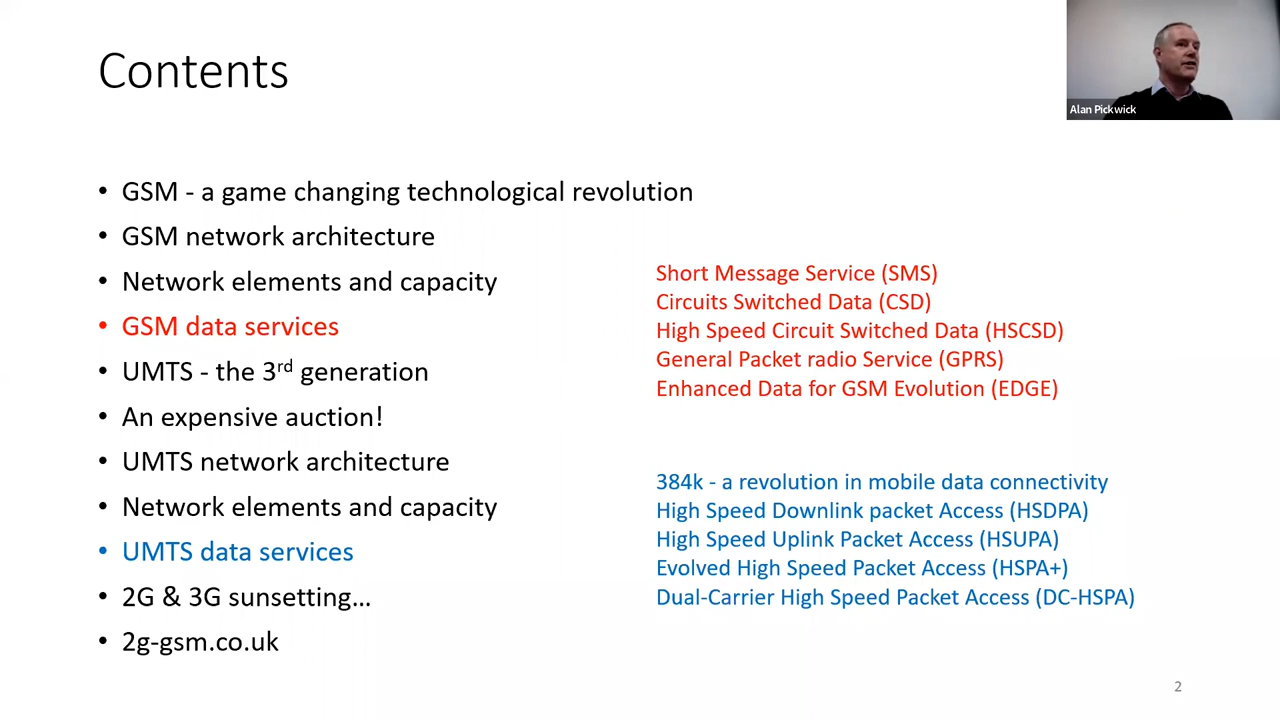 Contents
Alan Pickwick
• GSM - a game changing technological revolution
• GSM network architecture
• Network elements and capacity
• GSM data services
• UMTS - the 3rd generation
• An expensive auction!
• UMTS network architecture
• Network elements and capacity
• UMTS data services
• 2G & 3G sunsetting...
• 2g-gsm.co.uk
Short Message Service (SMS)
Circuits Switched Data (CSD)
High Speed Circuit Switched Data (HSCSD)
General Packet radio Service (GPRS)
Enhanced Data for GSM Evolution (EDGE)
384k - a revolution in mobile data connectivity
High Speed Downlink packet Access (HSDPA)
High Speed Uplink Packet Access (HSUPA)
Evolved High Speed Packet Access (HSPA+)
Dual-Carrier High Speed Packet Access (DC-HSPA)
2